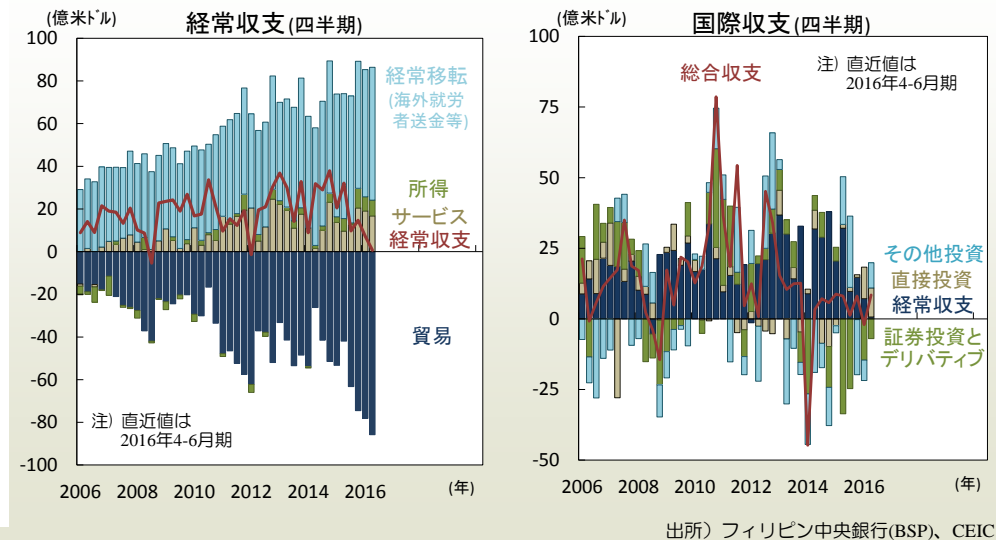 (億米ﾄﾞﾙ)
経常収支(四半期)
100
80
60
40
20
0
-20
-40
-60
-80
-100
経常移転
(海外就労
者送金等)
所得
サービス
経常収支
貿易
注) 直近値は
2016年4-6月期
2006
2008
2010
2012
2014
2016
(年)
(億米ﾄﾞﾙ)
国際収支(四半期)
100
75
50
25
0
-25
-50
総合収支
注) 直近値は
2016年4-6月期
その他投資
直接投資
経常収支
証券投資と
デリバティブ
2006
2008
2010
2012
2014
2016
(年)
出所）フィリピン中央銀行(BSP)、CEIC